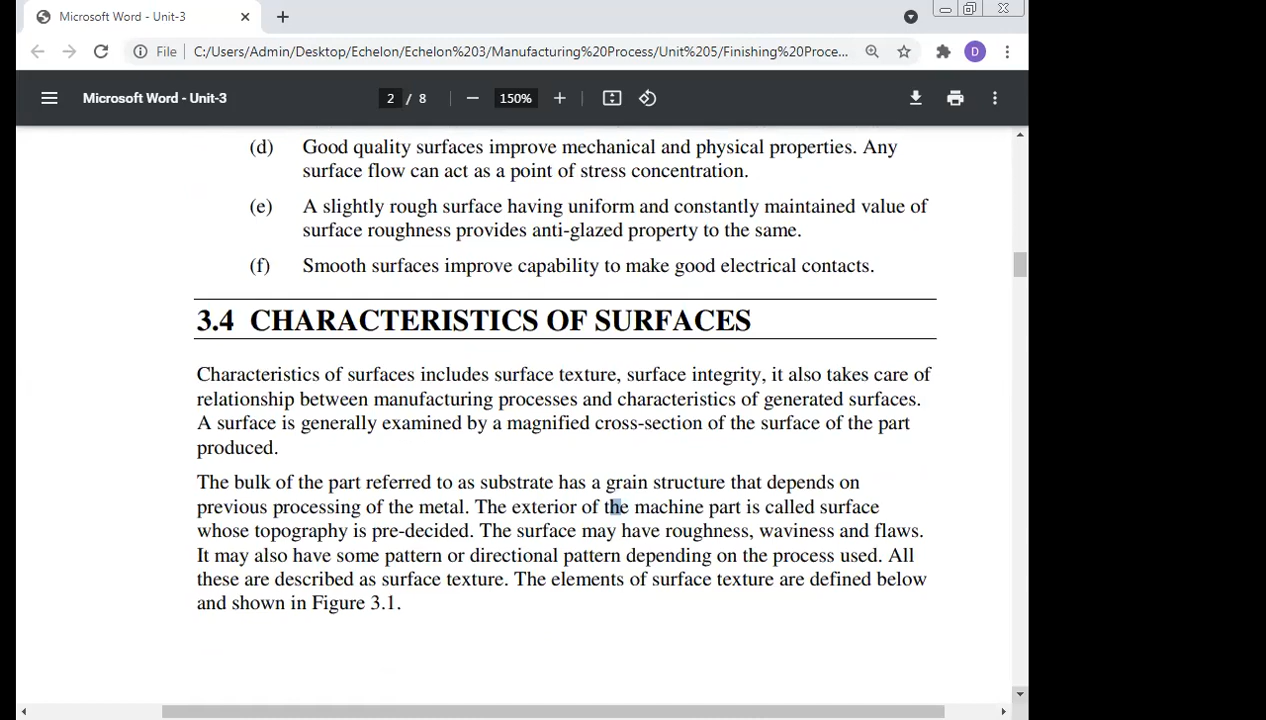 Microsoft Word - Unit-3
File C:/Users/Admin/Desktop/Echelon/Echelon%203/Manufacturing%20Process/Unit%205/Finishing%20Proce...
D
Microsoft Word - Unit-3 2 / 8 150%
(d) Good quality surfaces improve mechanical and physical properties. Any
surface flow can act as a point of stress concentration.
(e) A slightly rough surface having uniform and constantly maintained value of
surface roughness provides anti-glazed property to the same.
(f) Smooth surfaces improve capability to make good electrical contacts.
3.4 CHARACTERISTICS OF SURFACES
Characteristics of surfaces includes surface texture, surface integrity, it also takes care of
relationship between manufacturing processes and characteristics of generated surfaces.
A surface is generally examined by a magnified cross-section of the surface of the part
produced.
The bulk of the part referred to as substrate has a grain structure that depends on
previous processing of the metal. The exterior of the machine part is called surface
whose topography is pre-decided. The surface may have roughness, waviness and flaws.
It may also have some pattern or directional pattern depending on the process used. All
these are described as surface texture. The elements of surface texture are defined below
and shown in Figure 3.1.